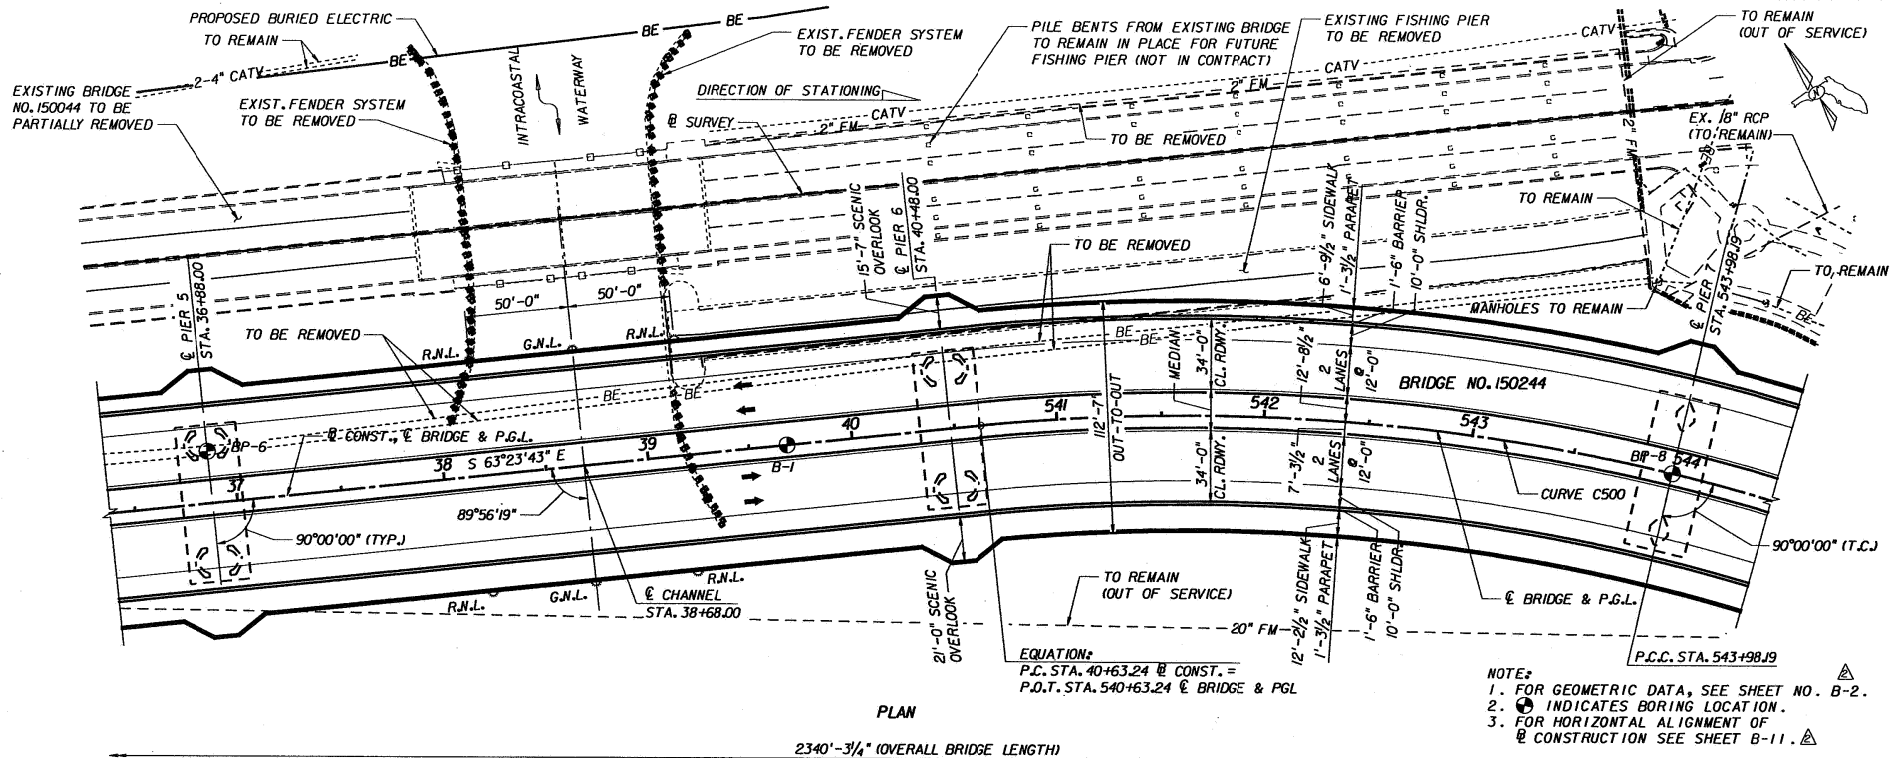 PROPOSED BURIED ELECTRIC
TO REMAIN
BE
BE
BE
2-4" CATV
EXISTING BRIDGE
NO. 150044 TO BE
PARTIALLY REMOVED
EXIST. FENDER SYSTEM
TO BE REMOVED
INTRACOASTAL
WATERWAY
EXIST. FENDER SYSTEM
TO BE REMOVED
PILE BENTS FROM EXISTING BRIDGE
TO REMAIN IN PLACE FOR FUTURE
FISHING PIER (NOT IN CONTRACT)
EXISTING FISHING PIER
TO BE REMOVED
CATV
TO REMAIN
(OUT OF SERVICE)
DIRECTION OF STATIONING
CATV
CATV
2" FM
2" FM
℄ SURVEY
TO BE REMOVED
12" FM
EX. 18" RCP
(TO REMAIN)
BE
N
TO REMAIN
TO REMAIN
MANHOLES TO REMAIN
BE
℄ PIER 7
STA. 543+98.19
15'-7" SCENIC
OVERLOOK
℄ PIER 6
STA. 40+48.00
TO BE REMOVED
6'-9½" SIDEWALK
1'-3½" PARAPET
1'-6" BARRIER
10'-0" SHLDR.
℄ PIER 5
STA. 36+88.00
50'-0"
50'-0"
TO BE REMOVED
R.N.L.
G.N.L.
R.N.L.
BE
BE
BE
BE
MEDIAN
34'-0"
CL. RDWY.
12'-8½"
2
LANES
@
12'-0"
BRIDGE NO. 150244
112'-7"
OUT-TO-OUT
34'-0"
CL. RDWY.
7'-3½"
2
LANES
@
12'-0"
BP-6
℄ CONST., ℄ BRIDGE & P.G.L.
37
38
S 63°23'43" E
39
40
541
542
543
544
B-1
BP-8
CURVE C500
89°56'19"
90°00'00" (TYP.)
90°00'00" (T.C.)
R.N.L.
G.N.L.
R.N.L.
℄ CHANNEL
STA. 38+68.00
21'-0" SCENIC
OVERLOOK
TO REMAIN
(OUT OF SERVICE)
20" FM
12'-2½" SIDEWALK
1'-3½" PARAPET
1'-6" BARRIER
10'-0" SHLDR.
℄ BRIDGE & P.G.L.
EQUATION:
P.C. STA. 40+63.24 ℄ CONST. =
P.O.T. STA. 540+63.24 ℄ BRIDGE & PGL
P.C.C. STA. 543+98.19
NOTE:
2
1. FOR GEOMETRIC DATA, SEE SHEET NO. B-2.
2. INDICATES BORING LOCATION.
3. FOR HORIZONTAL ALIGNMENT OF
℄ CONSTRUCTION SEE SHEET B-11. 2
PLAN
2340'-3¼" (OVERALL BRIDGE LENGTH)